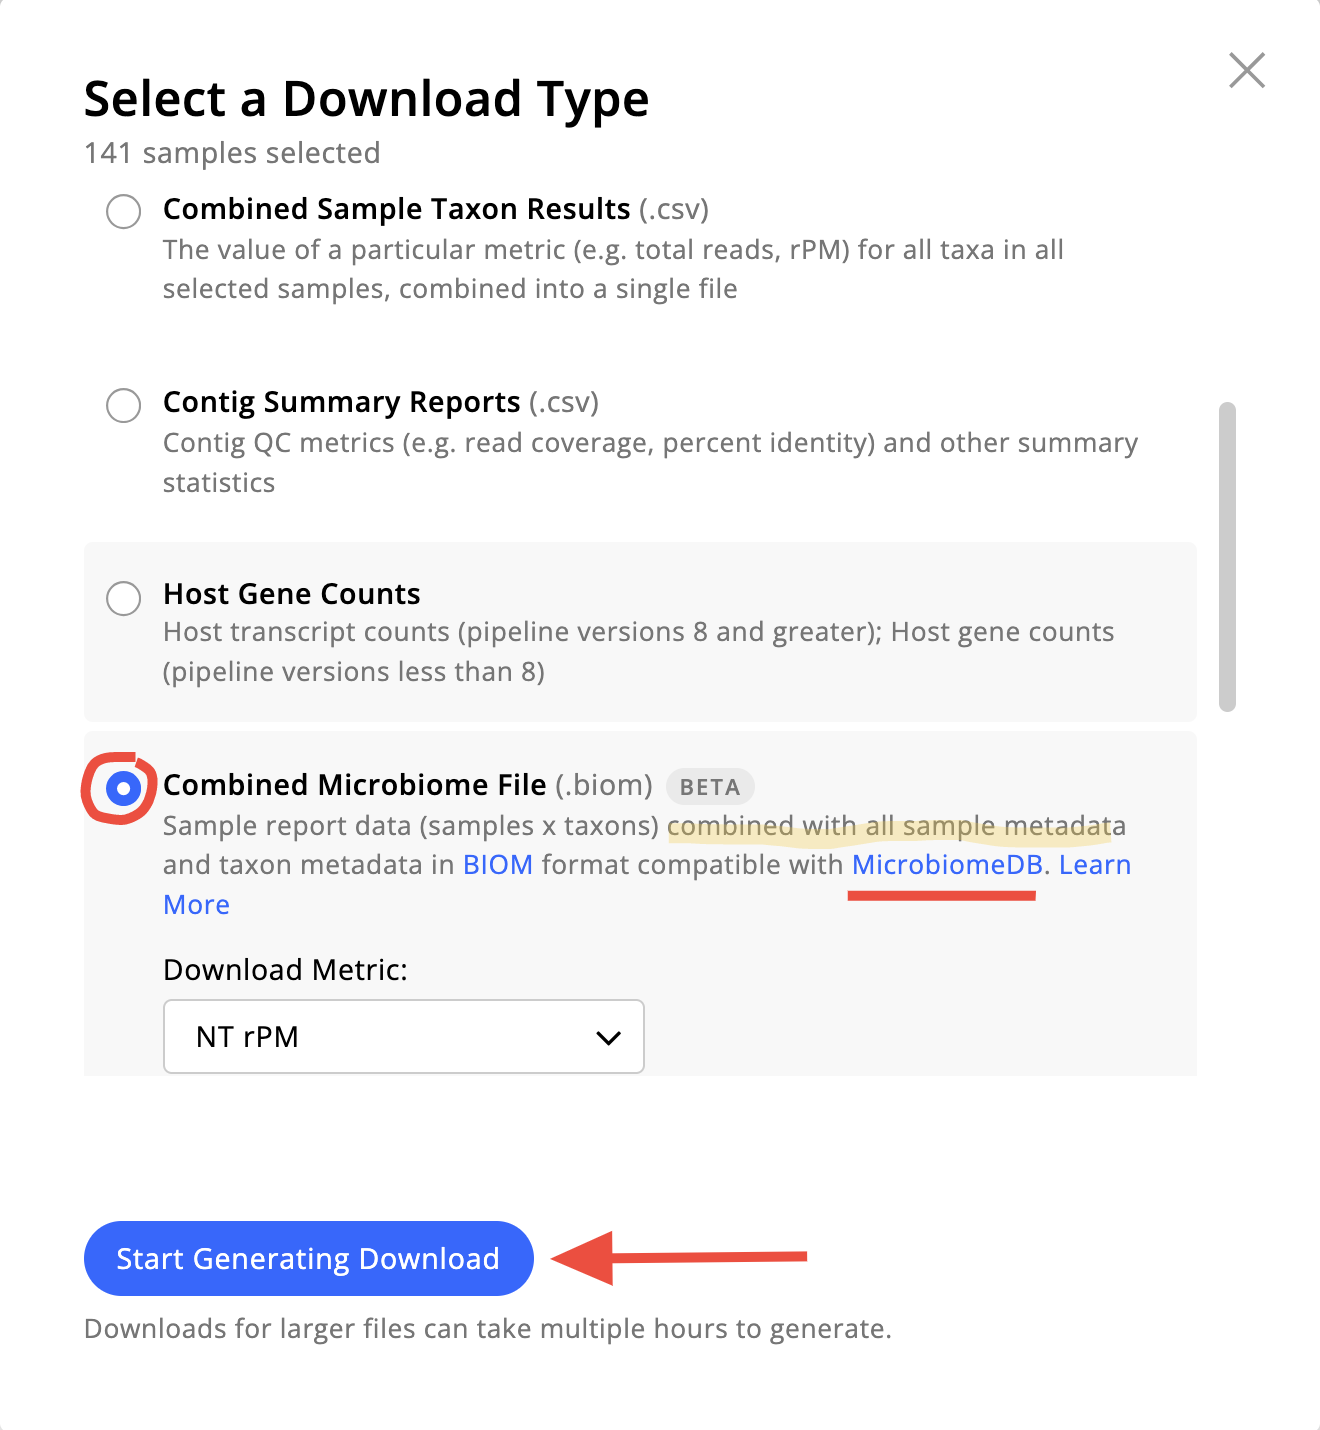 Select a Download Type
141 samples selected
Combined Sample Taxon Results (.csv)
The value of a particular metric (e.g. total reads, rPM) for all taxa in all
selected samples, combined into a single file
Contig Summary Reports (.csv)
Contig QC metrics (e.g. read coverage, percent identity) and other summary
statistics
Host Gene Counts
Host transcript counts (pipeline versions 8 and greater); Host gene counts
(pipeline versions less than 8)
Combined Microbiome File (.biom) BETA
Sample report data (samples x taxons) combined with all sample metadata
and taxon metadata in BIOM format compatible with MicrobiomeDB. Learn
More
Download Metric:
NT rPM
Start Generating Download
Downloads for larger files can take multiple hours to generate.